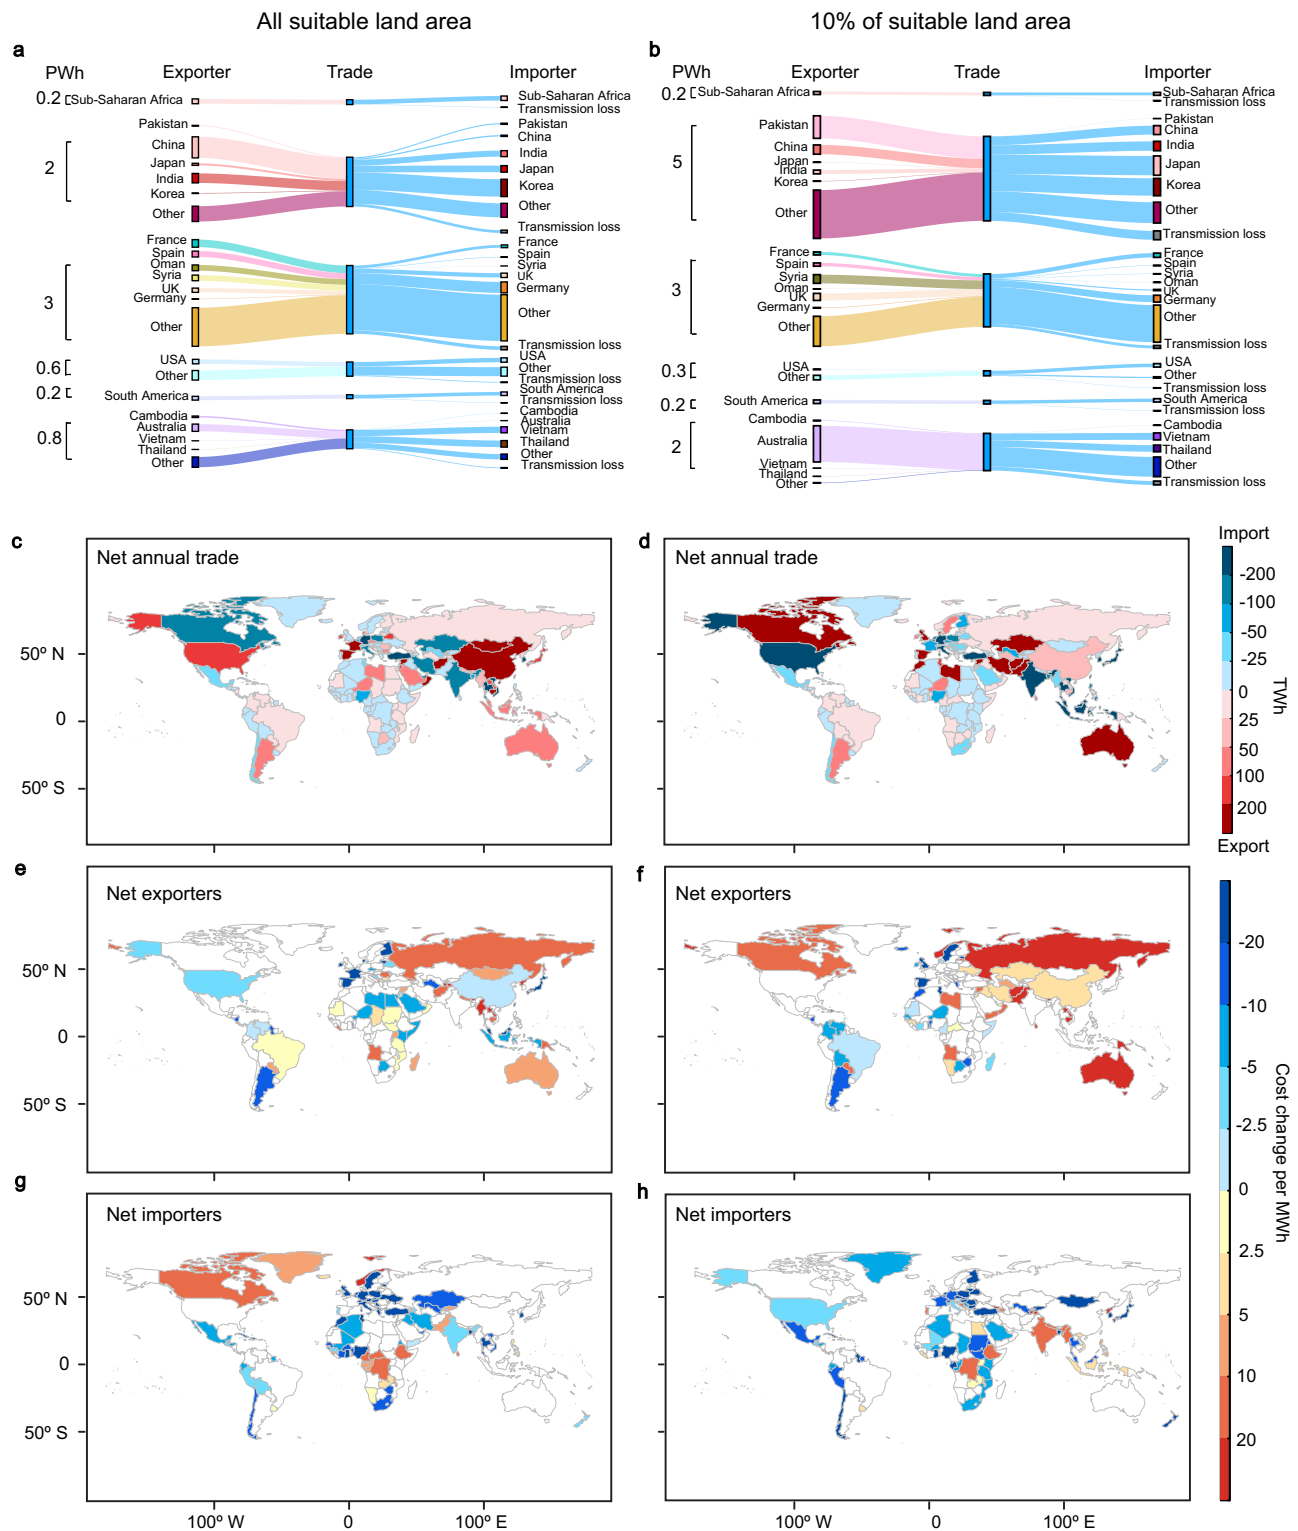 All suitable land area
10% of suitable land area
a
PWh
Exporter
Trade
Importer
0.2
Sub-Saharan Africa
Pakistan
China
Japan
India
Korea
Other
2
France
Spain
Oman
Syria
UK
Germany
Other
3
USA
Other
0.6
South America
0.2
Cambodia
Australia
Vietnam
Thailand
Other
0.8
Sub-Saharan Africa
Transmission loss
Pakistan
China
India
Japan
Korea
Other
Transmission loss
France
Spain
Syria
UK
Germany
Other
Transmission loss
USA
Other
Transmission loss
South America
Transmission loss
Cambodia
Australia
Vietnam
Thailand
Other
Transmission loss
b
PWh
Exporter
Trade
Importer
0.2
Sub-Saharan Africa
Pakistan
China
Japan
India
Korea
Other
5
France
Spain
Syria
Oman
UK
Germany
Other
3
USA
Other
0.3
South America
0.2
Cambodia
Australia
Vietnam
Thailand
Other
2
Sub-Saharan Africa
Transmission loss
Pakistan
China
India
Japan
Korea
Other
Transmission loss
France
Spain
Syria
Oman
UK
Germany
Other
Transmission loss
USA
Other
Transmission loss
South America
Transmission loss
Cambodia
Vietnam
Thailand
Other
Transmission loss
c
Net annual trade
50º N
0
50º S
d
Net annual trade
Import
-200
-100
-50
-25
0
25
50
100
200
Export
TWh
e
Net exporters
50º N
0
50º S
f
Net exporters
-20
-10
-5
-2.5
0
2.5
5
10
20
Cost change per MWh
g
Net importers
50º N
0
50º S
100º W
0
100º E
h
Net importers
100º W
0
100º E